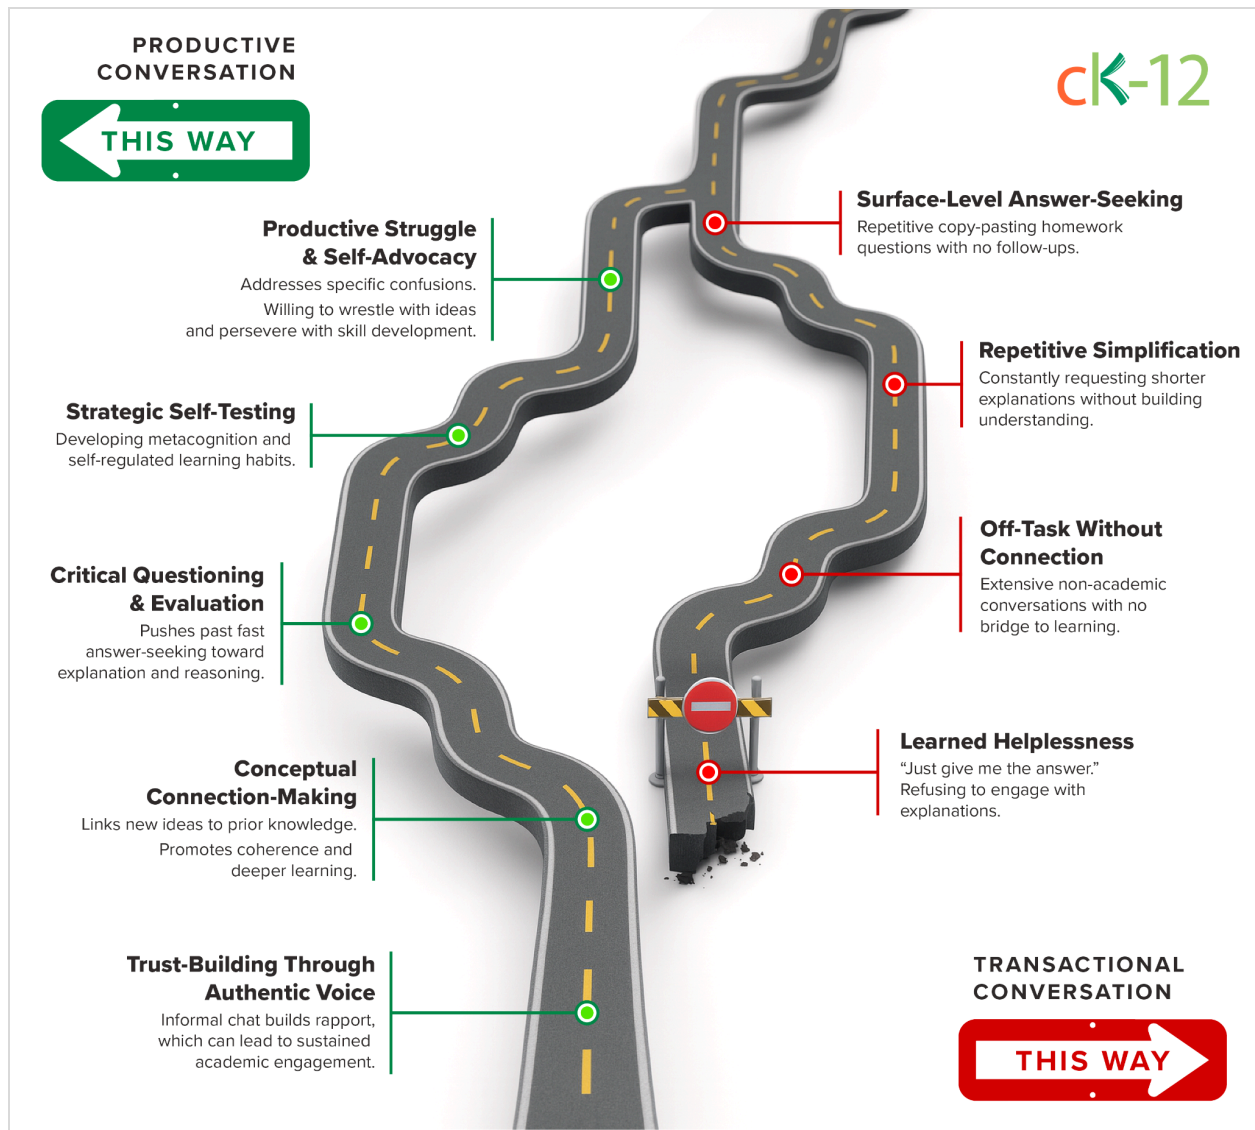 PRODUCTIVE
CONVERSATION
THIS WAY
cK-12
Productive Struggle
& Self-Advocacy
Addresses specific confusions.
Willing to wrestle with ideas
and persevere with skill development.
Strategic Self-Testing
Developing metacognition and
self-regulated learning habits.
Critical Questioning
& Evaluation
Pushes past fast
answer-seeking toward
explanation and reasoning.
Conceptual
Connection-Making
Links new ideas to prior knowledge.
Promotes coherence and
deeper learning.
Trust-Building Through
Authentic Voice
Informal chat builds rapport,
which can lead to sustained
academic engagement.
Surface-Level Answer-Seeking
Repetitive copy-pasting homework
questions with no follow-ups.
Repetitive Simplification
Constantly requesting shorter
explanations without building
understanding.
Off-Task Without
Connection
Extensive non-academic
conversations with no
bridge to learning.
Learned Helplessness
“Just give me the answer.”
Refusing to engage with
explanations.
TRANSACTIONAL
CONVERSATION
THIS WAY